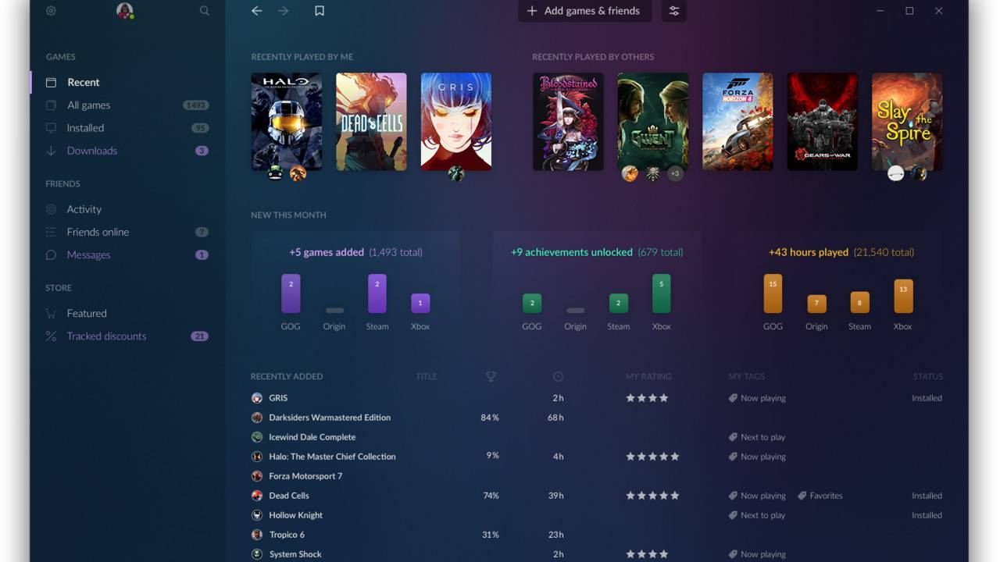 Add games & friends
GAMES
Recent
All games 1493
Installed 95
Downloads 3
FRIENDS
Activity
Friends online 7
Messages 1
STORE
Featured
Tracked discounts 21
RECENTLY PLAYED BY ME
HALO
DEAD CELLS
GRIS
RECENTLY PLAYED BY OTHERS
Bloodstained
GWENT
+3
FORZA
HORIZON 4
GEARS OF WAR
Slay the Spire
NEW THIS MONTH
+5 games added (1,493 total)
2 2 1
GOG Origin Steam Xbox
+9 achievements unlocked (679 total)
2 2 5
GOG Origin Steam Xbox
+43 hours played (21,540 total)
15 7 8 13
GOG Origin Steam Xbox
RECENTLY ADDED TITLE MY RATING MY TAGS STATUS
GRIS 2h Now playing Installed
Darksiders Warmastered Edition 84% 68h
Icewind Dale Complete Next to play
Halo: The Master Chief Collection 9% 4h Now playing
Forza Motorsport 7
Dead Cells 74% 39h Now playing Favorites Installed
Hollow Knight Next to play Installed
Tropico 6 31% 23h
System Shock 2h Now playing